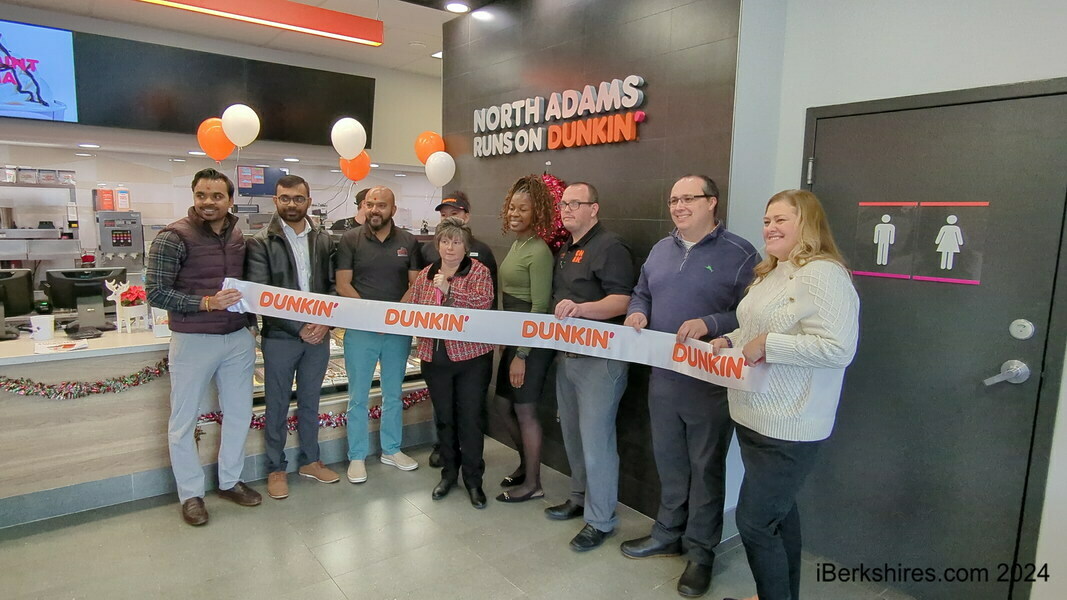 NORTH ADAMS
RUNS ON DUNKIN'
DUNKIN' DUNKIN' DUNKIN' DUNKIN'
iBerkshires.com 2024